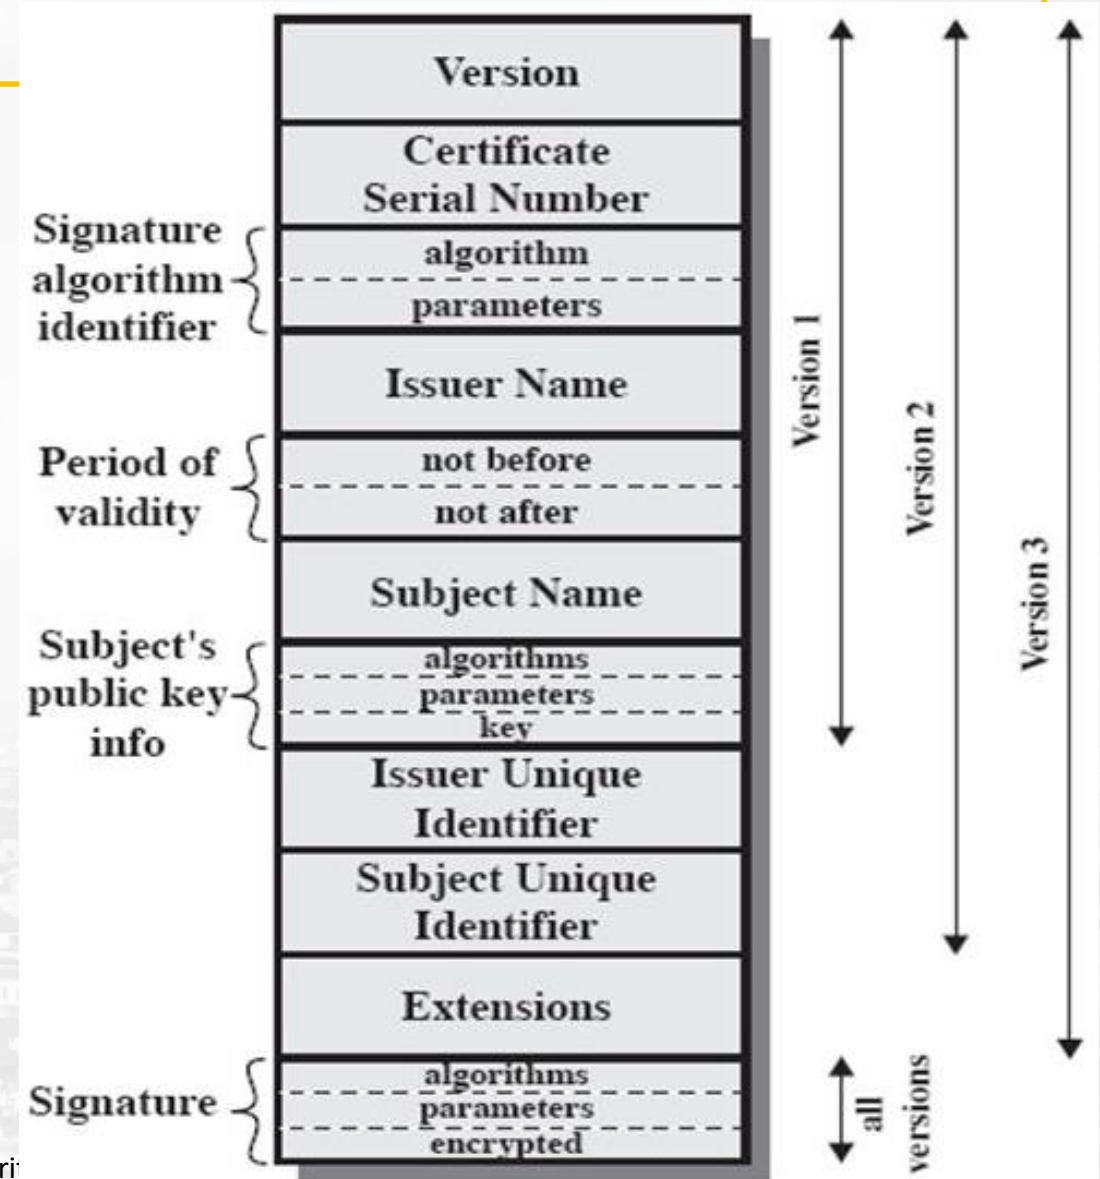 Version
Certificate
Serial Number
Signature
algorithm
identifier
algorithm
parameters
Issuer Name
Period of
validity
not before
not after
Subject Name
Subject's
public key
info
algorithms
parameters
key
Issuer Unique
Identifier
Subject Unique
Identifier
Extensions
Signature
algorithms
parameters
encrypted
Version 1
Version 2
Version 3
all
versions